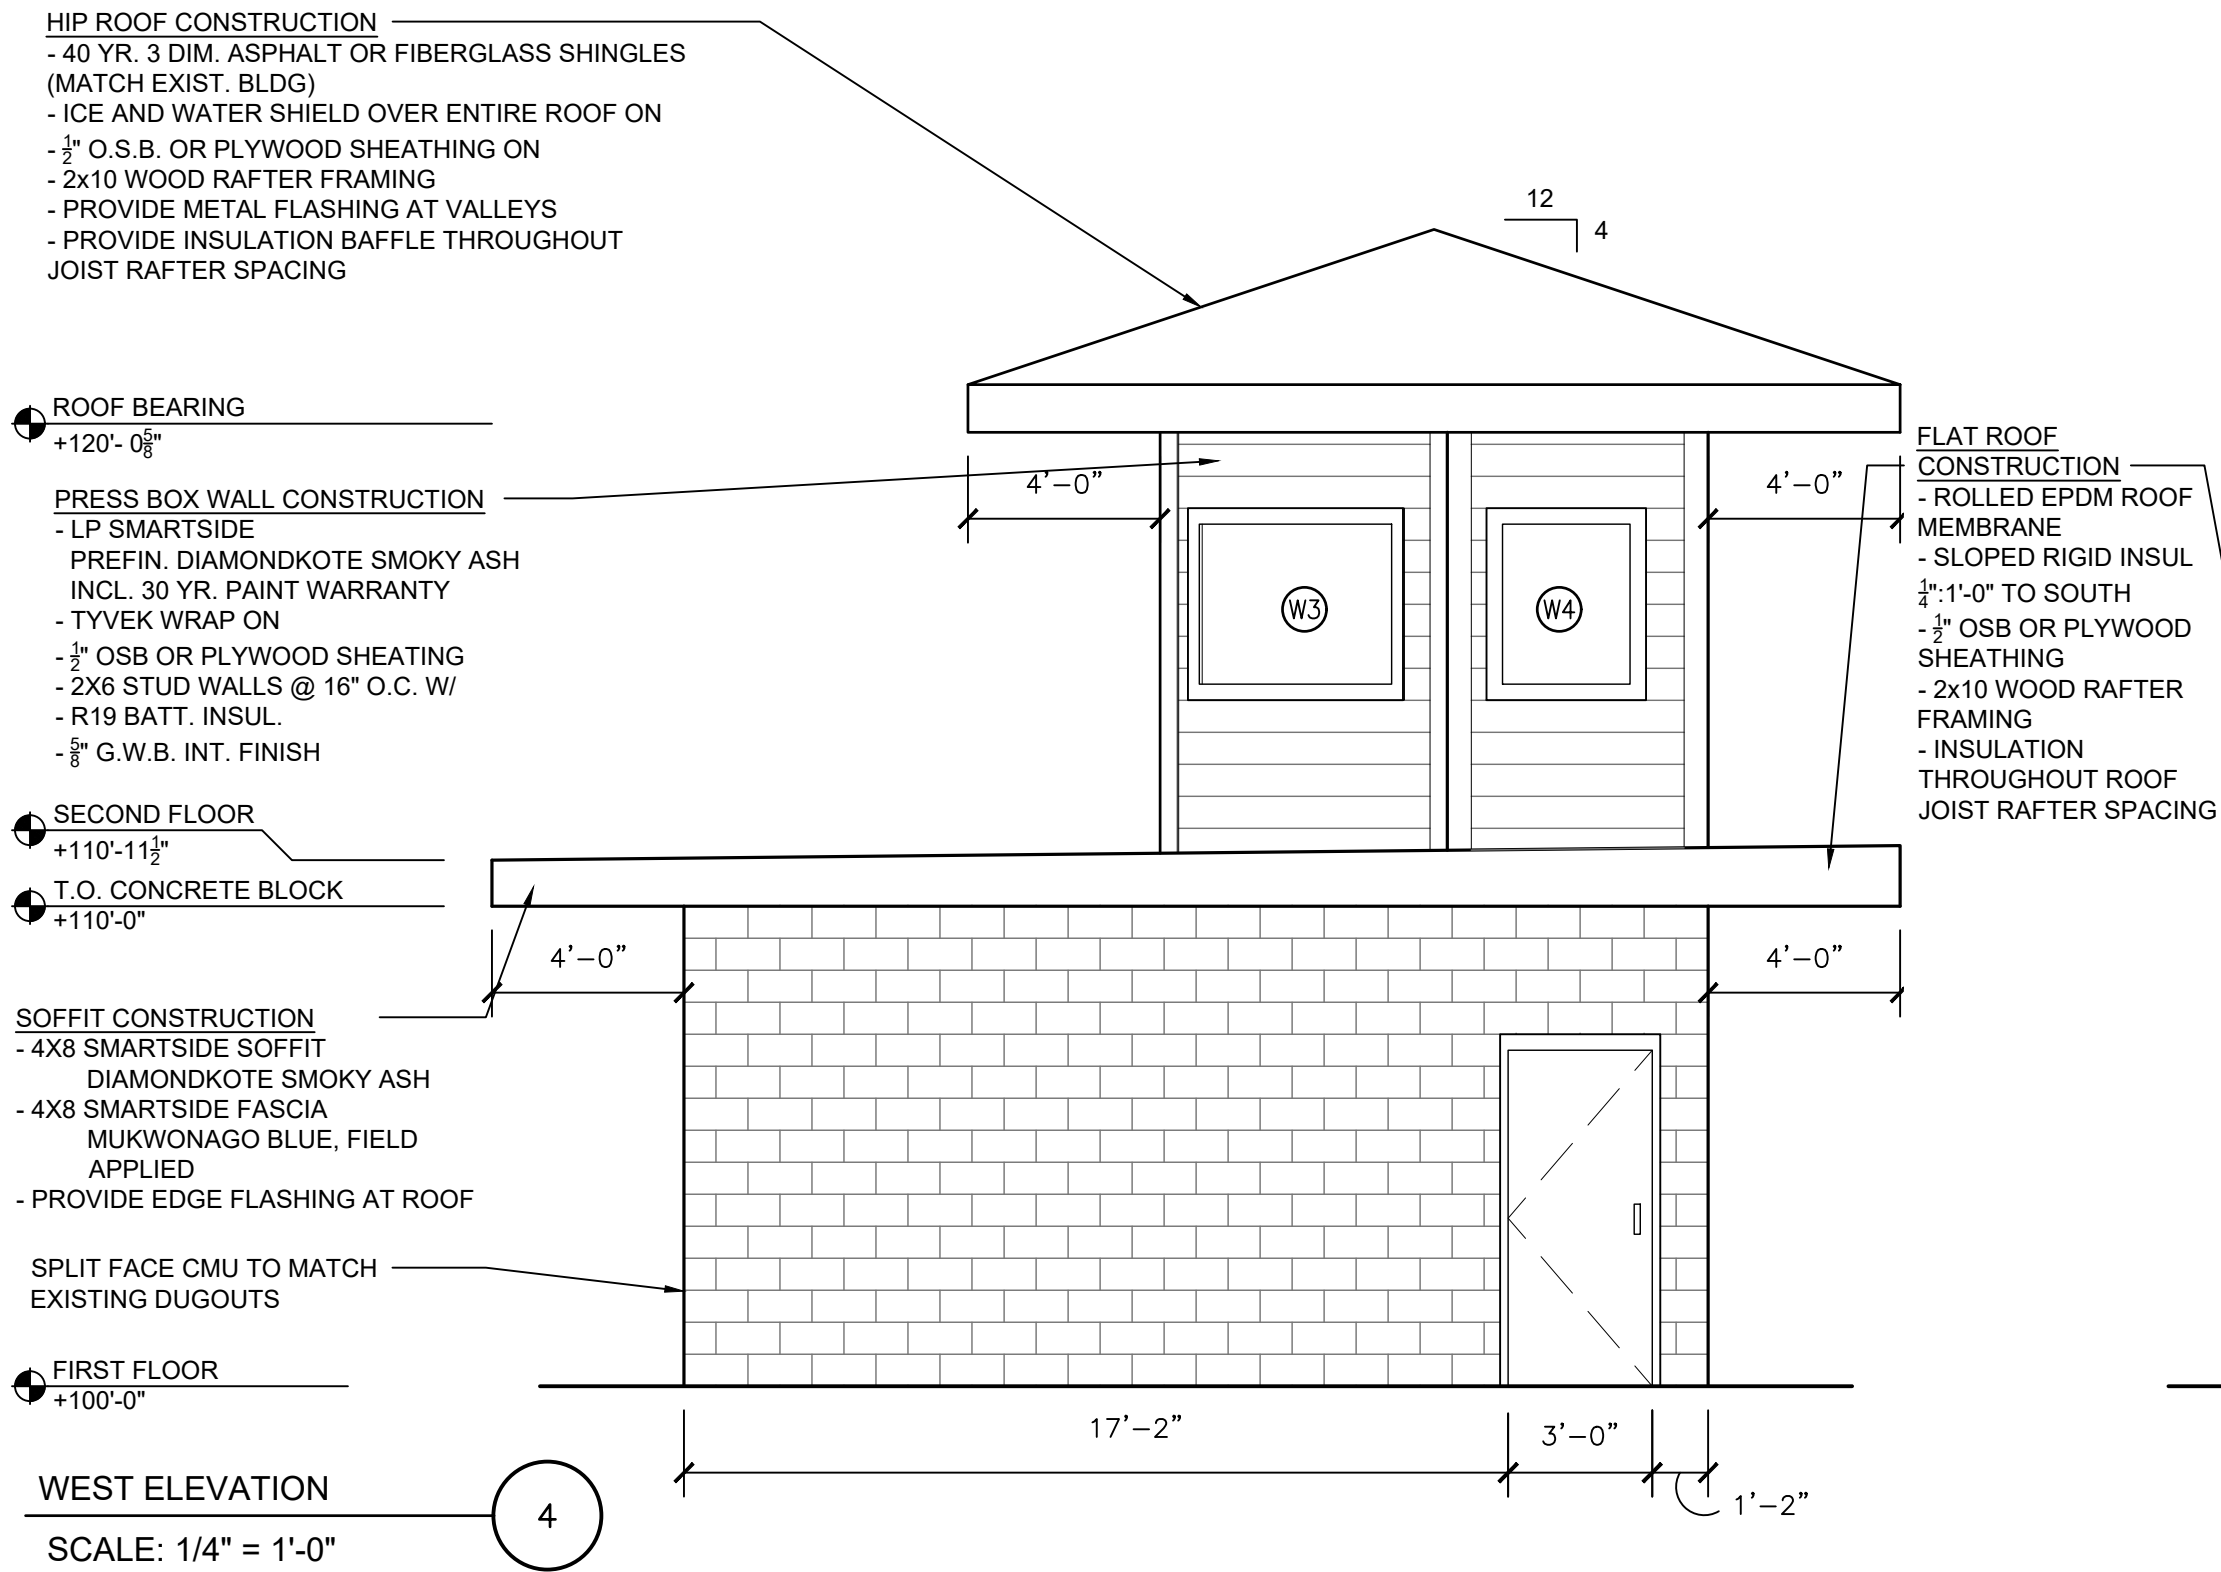 HIP ROOF CONSTRUCTION
- 40 YR. 3 DIM. ASPHALT OR FIBERGLASS SHINGLES
(MATCH EXIST. BLDG)
- ICE AND WATER SHIELD OVER ENTIRE ROOF ON
- 1/2" O.S.B. OR PLYWOOD SHEATHING ON
- 2x10 WOOD RAFTER FRAMING
- PROVIDE METAL FLASHING AT VALLEYS
- PROVIDE INSULATION BAFFLE THROUGHOUT
JOIST RAFTER SPACING
12
4
ROOF BEARING
+120'- 0 5/8"
PRESS BOX WALL CONSTRUCTION
- LP SMARTSIDE
PREFIN. DIAMONDKOTE SMOKY ASH
INCL. 30 YR. PAINT WARRANTY
- TYVEK WRAP ON
- 1/2" OSB OR PLYWOOD SHEATING
- 2X6 STUD WALLS @ 16" O.C. W/
- R19 BATT. INSUL.
- 5/8" G.W.B. INT. FINISH
4'-0"
4'-0"
W3
W4
FLAT ROOF
CONSTRUCTION
- ROLLED EPDM ROOF
MEMBRANE
- SLOPED RIGID INSUL
1/4":1'-0" TO SOUTH
- 1/2" OSB OR PLYWOOD
SHEATHING
- 2x10 WOOD RAFTER
FRAMING
- INSULATION
THROUGHOUT ROOF
JOIST RAFTER SPACING
SECOND FLOOR
+110'-11 1/2"
T.O. CONCRETE BLOCK
+110'-0"
4'-0"
4'-0"
SOFFIT CONSTRUCTION
- 4X8 SMARTSIDE SOFFIT
DIAMONDKOTE SMOKY ASH
- 4X8 SMARTSIDE FASCIA
MUKWONAGO BLUE, FIELD
APPLIED
- PROVIDE EDGE FLASHING AT ROOF
SPLIT FACE CMU TO MATCH
EXISTING DUGOUTS
FIRST FLOOR
+100'-0"
17'-2"
3'-0"
1'-2"
WEST ELEVATION
4
SCALE: 1/4" = 1'-0"